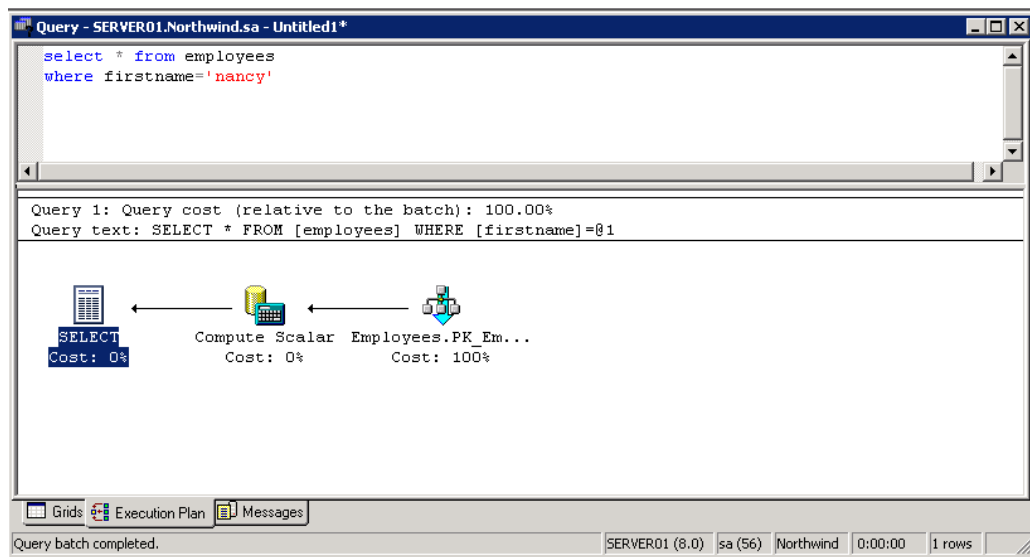 Query - SERVER01.Northwind.sa - Untitled1*
select * from employees
where firstname='nancy'
Query 1: Query cost (relative to the batch): 100.00%
Query text: SELECT * FROM [employees] WHERE [firstname]=@1
SELECT Compute Scalar Employees.PK_Em...
Cost: 0% Cost: 0% Cost: 100%
Grids Execution Plan Messages
Query batch completed. SERVER01 (8.0) sa (56) Northwind 0:00:00 1 rows